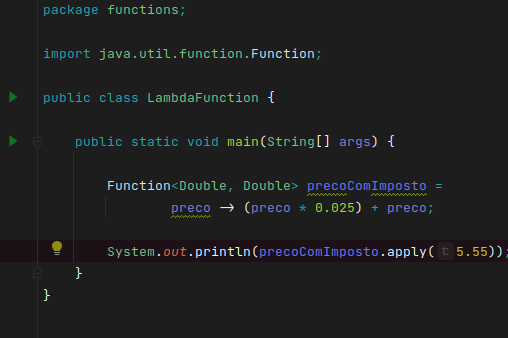 package functions;
import java.util.function.Function;
public class LambdaFunction {
public static void main(String[] args) {
Function<Double, Double> precoComImposto =
preco -> (preco * 0.025) + preco;
System.out.println(precoComImposto.apply( t: 5.55));
}
}